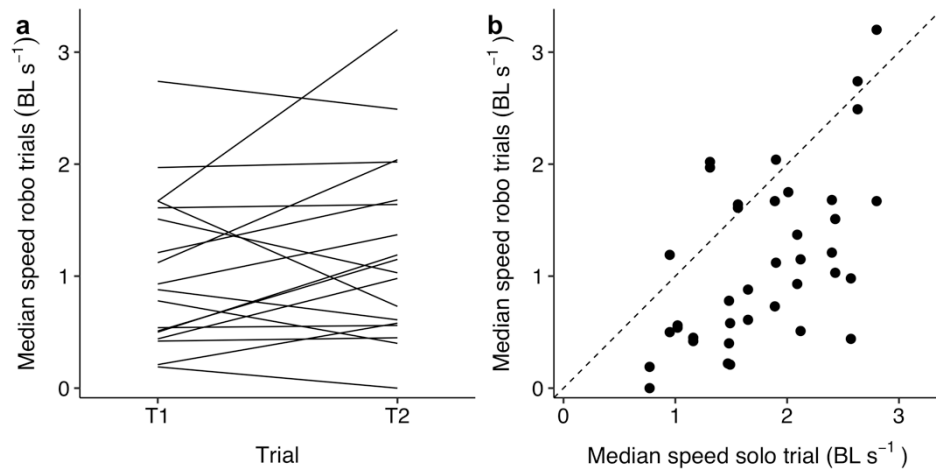 a
Median speed robo trials (BL s⁻¹)
3
2
1
0
T1 T2
Trial
b
Median speed robo trials (BL s⁻¹)
3
2
1
0
0 1 2 3
Median speed solo trial (BL s⁻¹ )